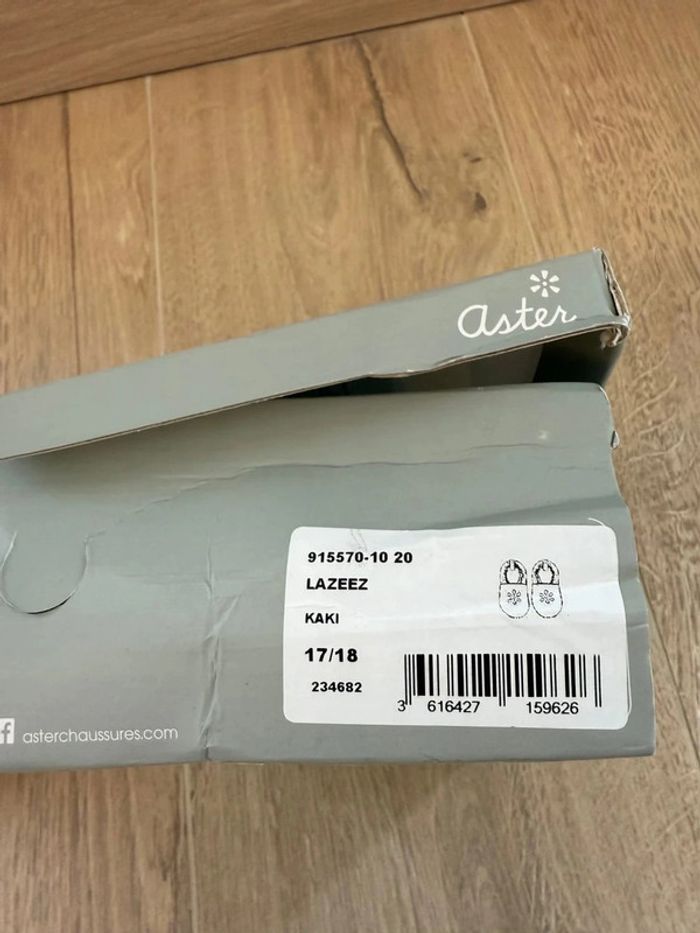 aster
915570-10 20
LAZEEZ
KAKI
17/18
234682
3 616427 159626
f asterchaussures.com